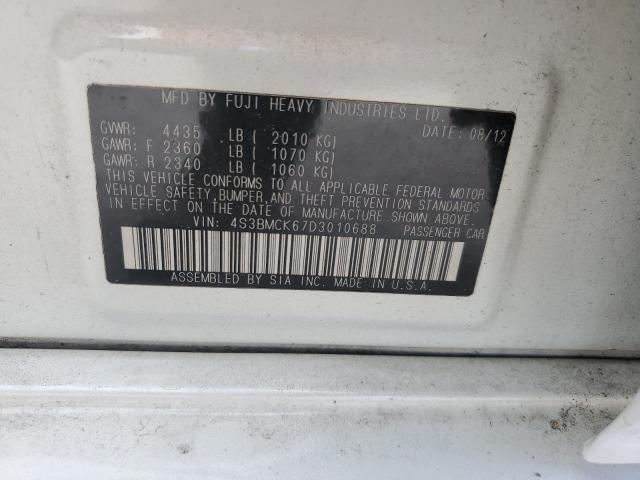 MFD BY FUJI HEAVY INDUSTRIES LTD.
DATE: 08/12
GVWR: 4435 LB ( 2010 KG)
GAWR: F 2360 LB ( 1070 KG)
GAWR: R 2340 LB ( 1060 KG)
THIS VEHICLE CONFORMS TO ALL APPLICABLE FEDERAL MOTOR
VEHICLE SAFETY, BUMPER, AND THEFT PREVENTION STANDARDS
IN EFFECT ON THE DATE OF MANUFACTURE SHOWN ABOVE.
VIN: 4S3BMCK67D3010688 PASSENGER CAR
ASSEMBLED BY SIA INC. MADE IN U.S.A.